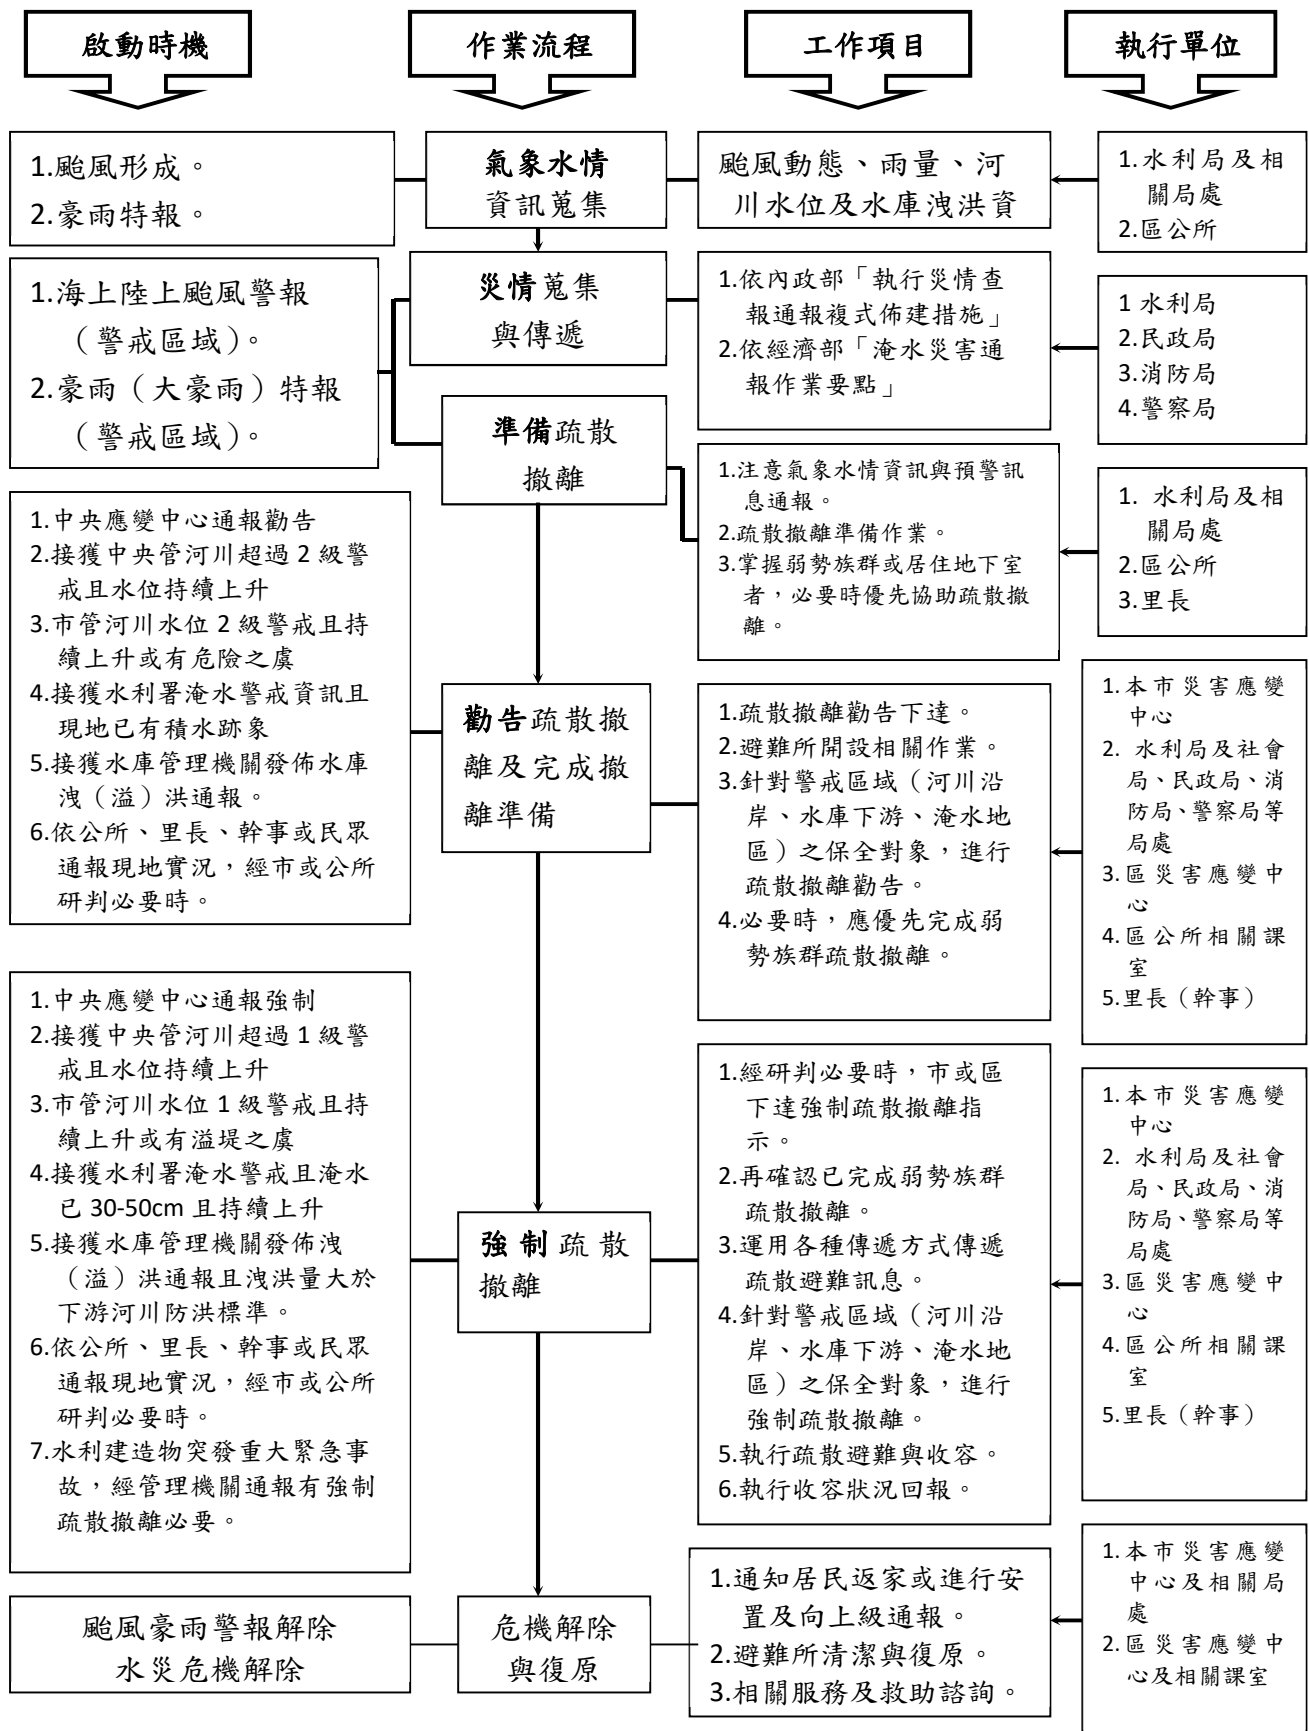 啟動時機
作業流程
工作項目
執行單位
1.颱風形成。
2.豪雨特報。
氣象水情
資訊蒐集
颱風動態、雨量、河
川水位及水庫洩洪資
1.水利局及相
關局處
2.區公所
1.海上陸上颱風警報
（警戒區域）。
2.豪雨（大豪雨）特報
（警戒區域）。
災情蒐集
與傳遞
1.依內政部「執行災情查
報通報複式佈建措施」
2.依經濟部「淹水災害通
報作業要點」
1 水利局
2.民政局
3.消防局
4.警察局
準備疏散
撤離
1.注意氣象水情資訊與預警訊
息通報。
2.疏散撤離準備作業。
3.掌握弱勢族群或居住地下室
者，必要時優先協助疏散撤
離。
1. 水利局及相
關局處
2.區公所
3.里長
1.中央應變中心通報勸告
2.接獲中央管河川超過 2 級警
戒且水位持續上升
3.市管河川水位 2 級警戒且持
續上升或有危險之虞
4.接獲水利署淹水警戒資訊且
現地已有積水跡象
5.接獲水庫管理機關發佈水庫
洩（溢）洪通報。
6.依公所、里長、幹事或民眾
通報現地實況，經市或公所
研判必要時。
勸告疏散撤
離及完成撤
離準備
1.疏散撤離勸告下達。
2.避難所開設相關作業。
3.針對警戒區域（河川沿
岸、水庫下游、淹水地
區）之保全對象，進行
疏散撤離勸告。
4.必要時，應優先完成弱
勢族群疏散撤離。
1.本市災害應變
中心
2. 水利局及社會
局、民政局、消
防局、警察局等
局處
3.區災害應變中
心
4.區公所相關課
室
5.里長（幹事）
1.中央應變中心通報強制
2.接獲中央管河川超過 1 級警
戒且水位持續上升
3.市管河川水位 1 級警戒且持
續上升或有溢堤之虞
4.接獲水利署淹水警戒且淹水
已 30-50cm 且持續上升
5.接獲水庫管理機關發佈洩
（溢）洪通報且洩洪量大於
下游河川防洪標準。
6.依公所、里長、幹事或民眾
通報現地實況，經市或公所
研判必要時。
7.水利建造物突發重大緊急事
故，經管理機關通報有強制
疏散撤離必要。
強制疏散
撤離
1.經研判必要時，市或區
下達強制疏散撤離指
示。
2.再確認已完成弱勢族群
疏散撤離。
3.運用各種傳遞方式傳遞
疏散避難訊息。
4.針對警戒區域（河川沿
岸、水庫下游、淹水地
區）之保全對象，進行
強制疏散撤離。
5.執行疏散避難與收容。
6.執行收容狀況回報。
1.本市災害應變
中心
2. 水利局及社會
局、民政局、消
防局、警察局等
局處
3.區災害應變中
心
4.區公所相關課
室
5.里長（幹事）
颱風豪雨警報解除
水災危機解除
危機解除
與復原
1.通知居民返家或進行安
置及向上級通報。
2.避難所清潔與復原。
3.相關服務及救助諮詢。
1.本市災害應變
中心及相關局
處
2.區災害應變中
心及相關課室